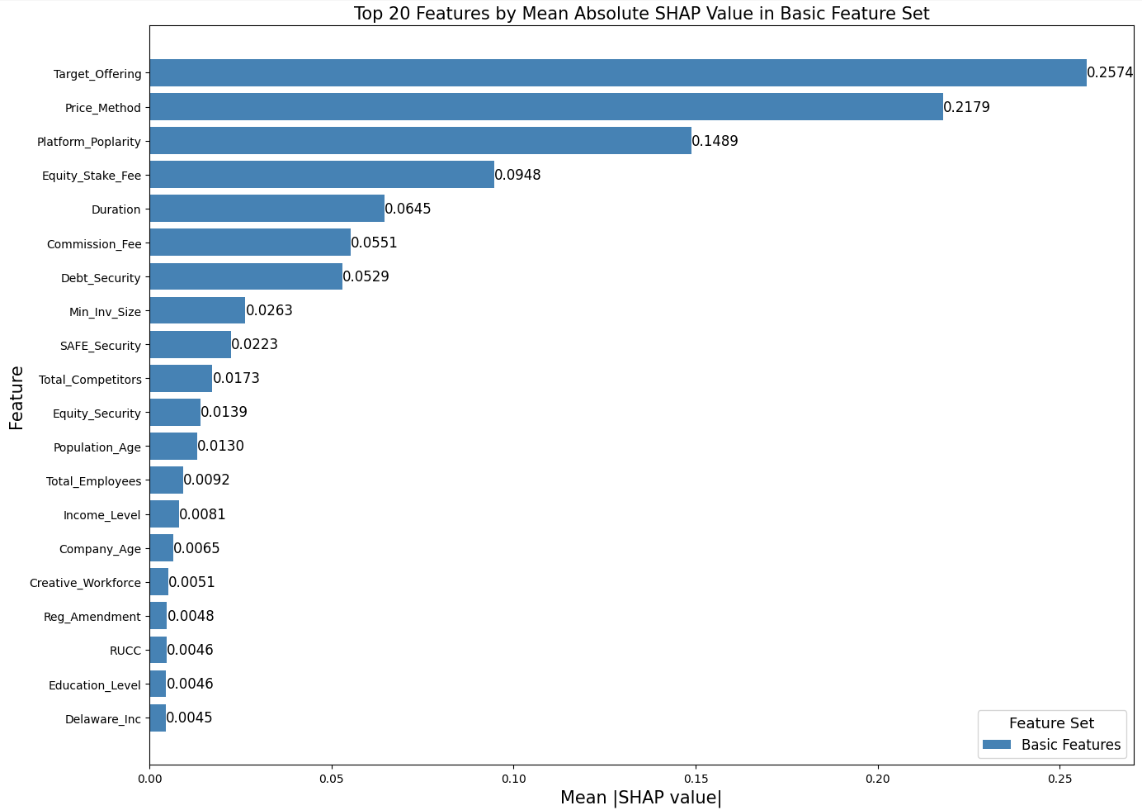 Top 20 Features by Mean Absolute SHAP Value in Basic Feature Set
Feature
Target_Offering 0.2574
Price_Method 0.2179
Platform_Poplarity 0.1489
Equity_Stake_Fee 0.0948
Duration 0.0645
Commission_Fee 0.0551
Debt_Security 0.0529
Min_Inv_Size 0.0263
SAFE_Security 0.0223
Total_Competitors 0.0173
Equity_Security 0.0139
Population_Age 0.0130
Total_Employees 0.0092
Income_Level 0.0081
Company_Age 0.0065
Creative_Workforce 0.0051
Reg_Amendment 0.0048
RUCC 0.0046
Education_Level 0.0046
Delaware_Inc 0.0045
Feature Set
Basic Features
0.00 0.05 0.10 0.15 0.20 0.25
Mean |SHAP value|